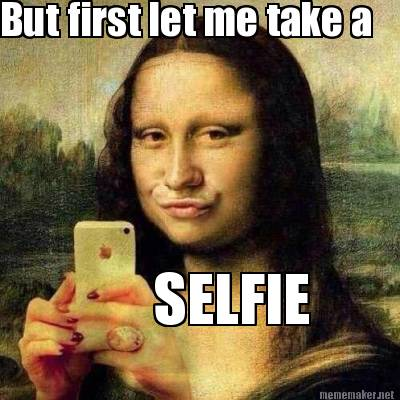 But first let me take a
SELFIE
mememaker.net